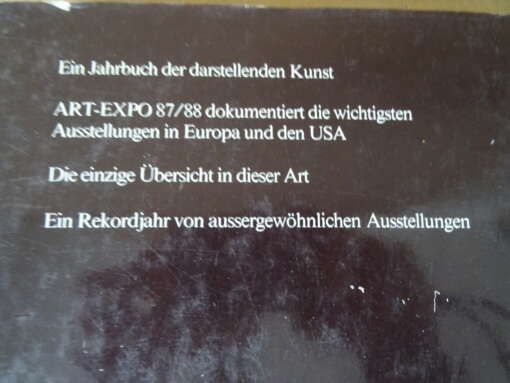 Ein Jahrbuch der darstellenden Kunst
ART-EXPO 87/88 dokumentiert die wichtigsten
Ausstellungen in Europa und den USA
Die einzige Übersicht in dieser Art
Ein Rekordjahr von aussergewöhnlichen Ausstellungen